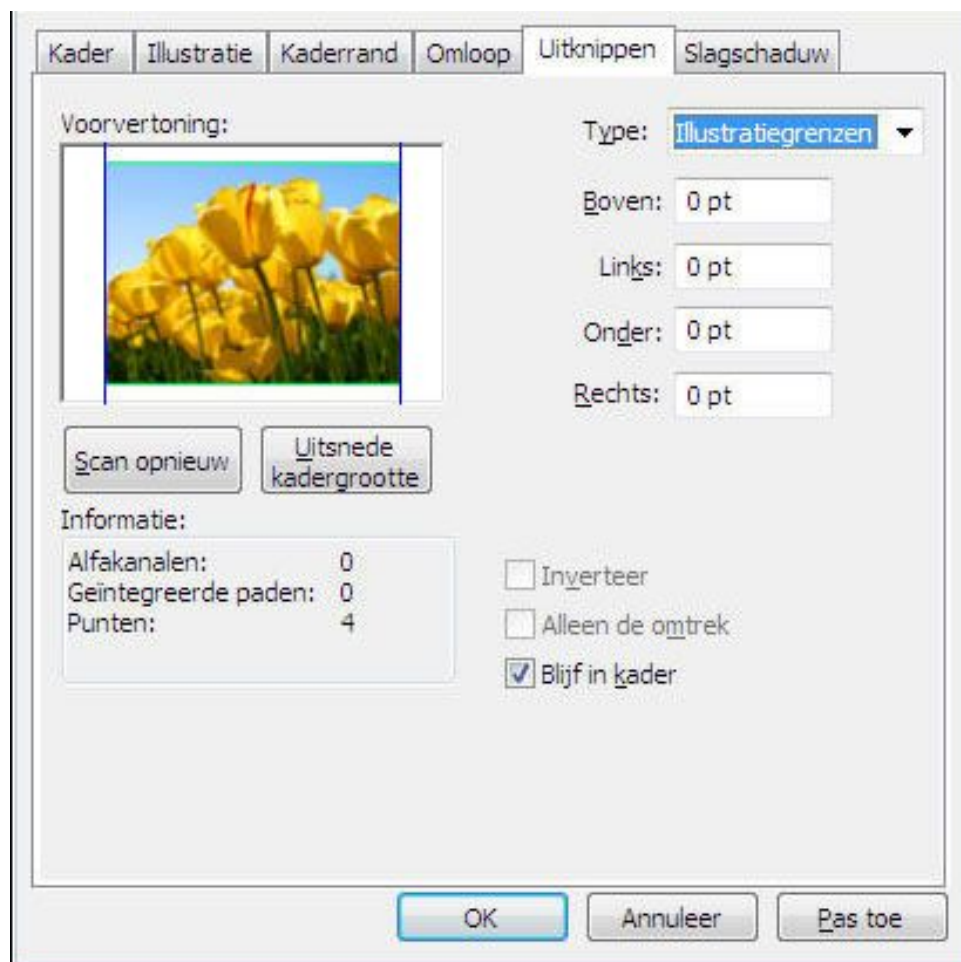 Kader Illustratie Kaderrand Omloop Uitknippen Slagschaduw
Voorvertoning:
Type: Illustratiegrenzen
Boven: 0 pt
Links: 0 pt
Onder: 0 pt
Rechts: 0 pt
Scan opnieuw
Uitsnede
kadergrootte
Informatie:
Alfakanalen: 0
Geïntegreerde paden: 0
Punten: 4
Inverteer
Alleen de omtrek
Blijf in kader
OK Annuleer Pas toe